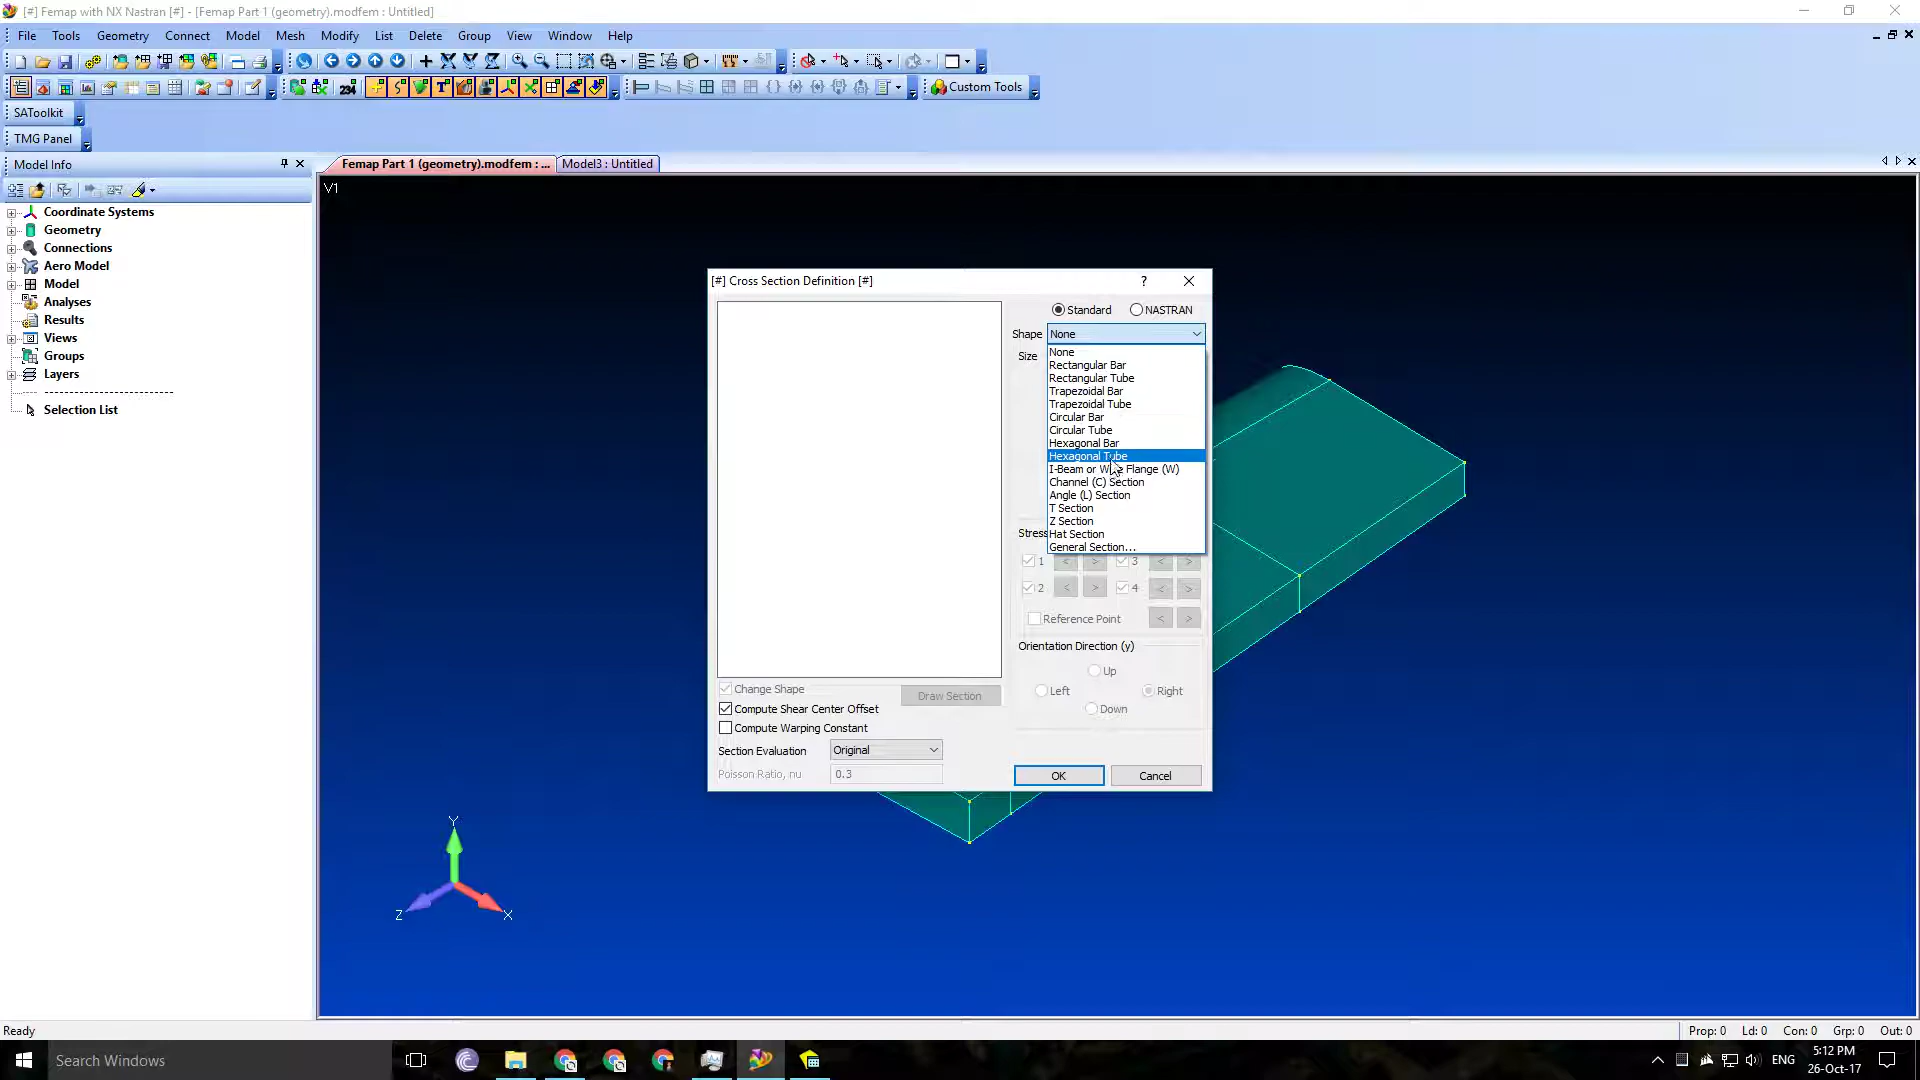 [#] Femap with NX Nastran [#] - [Femap Part 1 (geometry).modfem : Untitled]
File Tools Geometry Connect Model Mesh Modify List Delete Group View Window Help
234
Custom Tools
SAToolkit
TMG Panel
Model Info
Femap Part 1 (geometry).modfem : ...
Model3 : Untitled
V1
Coordinate Systems
Geometry
Connections
Aero Model
Model
Analyses
Results
Views
Groups
Layers
Selection List
[#] Cross Section Definition [#]
?
Standard NASTRAN
Shape None
Size
None
Rectangular Bar
Rectangular Tube
Trapezoidal Bar
Trapezoidal Tube
Circular Bar
Circular Tube
Hexagonal Bar
Hexagonal Tube
I-Beam or Flange (W)
Channel (C) Section
Angle (L) Section
T Section
Z Section
Hat Section
General Section...
Stress
1 < > 3 < >
2 < > 4 < >
Reference Point < >
Orientation Direction (y)
Up
Left Right
Down
Change Shape
Draw Section
Compute Shear Center Offset
Compute Warping Constant
Section Evaluation Original
Poisson Ratio, nu 0.3
OK Cancel
Y
Z
X
Ready
Prop: 0 Ld: 0 Con: 0 Grp: 0 Out: 0
Search Windows
ENG
5:12 PM
26-Oct-17